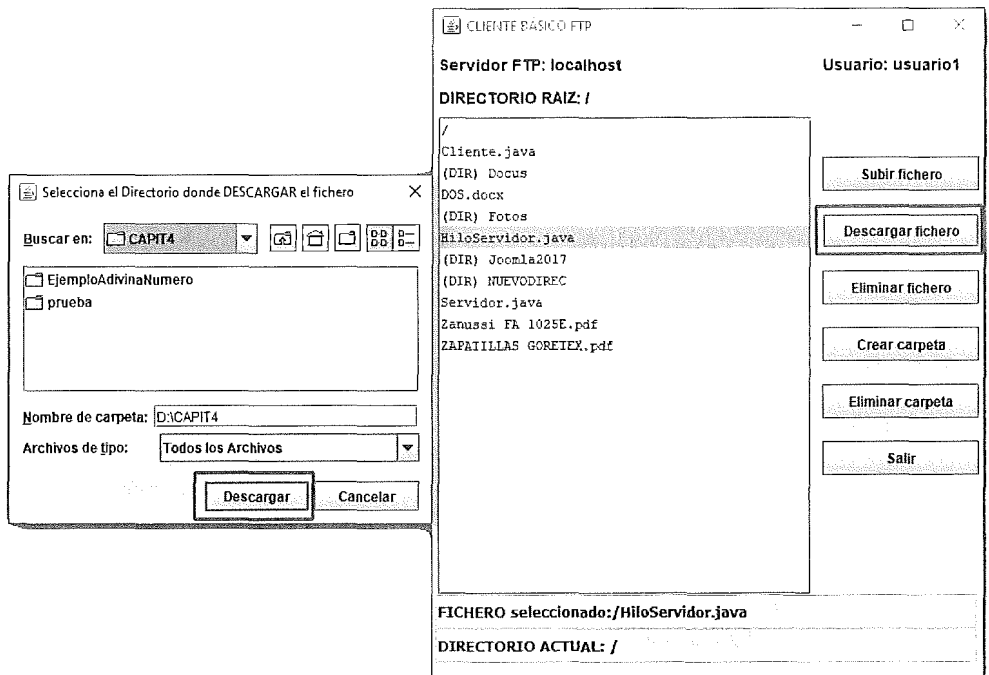 CLIENTE BÁSICO FTP
Servidor FTP: localhost
Usuario: usuario1
DIRECTORIO RAIZ: /
/
Cliente.java
(DIR) Docus
DOS.docx
(DIR) Fotos
HiloServidor.java
(DIR) Joomla2017
(DIR) NUEVODIREC
Servidor.java
Zanussi FA 1025E.pdf
ZAPATILLAS GORETEX.pdf
Subir fichero
Descargar fichero
Eliminar fichero
Crear carpeta
Eliminar carpeta
Salir
FICHERO seleccionado:/HiloServidor.java
DIRECTORIO ACTUAL: /
Selecciona el Directorio donde DESCARGAR el fichero
Buscar en: CAPIT4
EjemploAdivinaNumero
prueba
Nombre de carpeta: D:\CAPIT4
Archivos de tipo: Todos los Archivos
Descargar
Cancelar